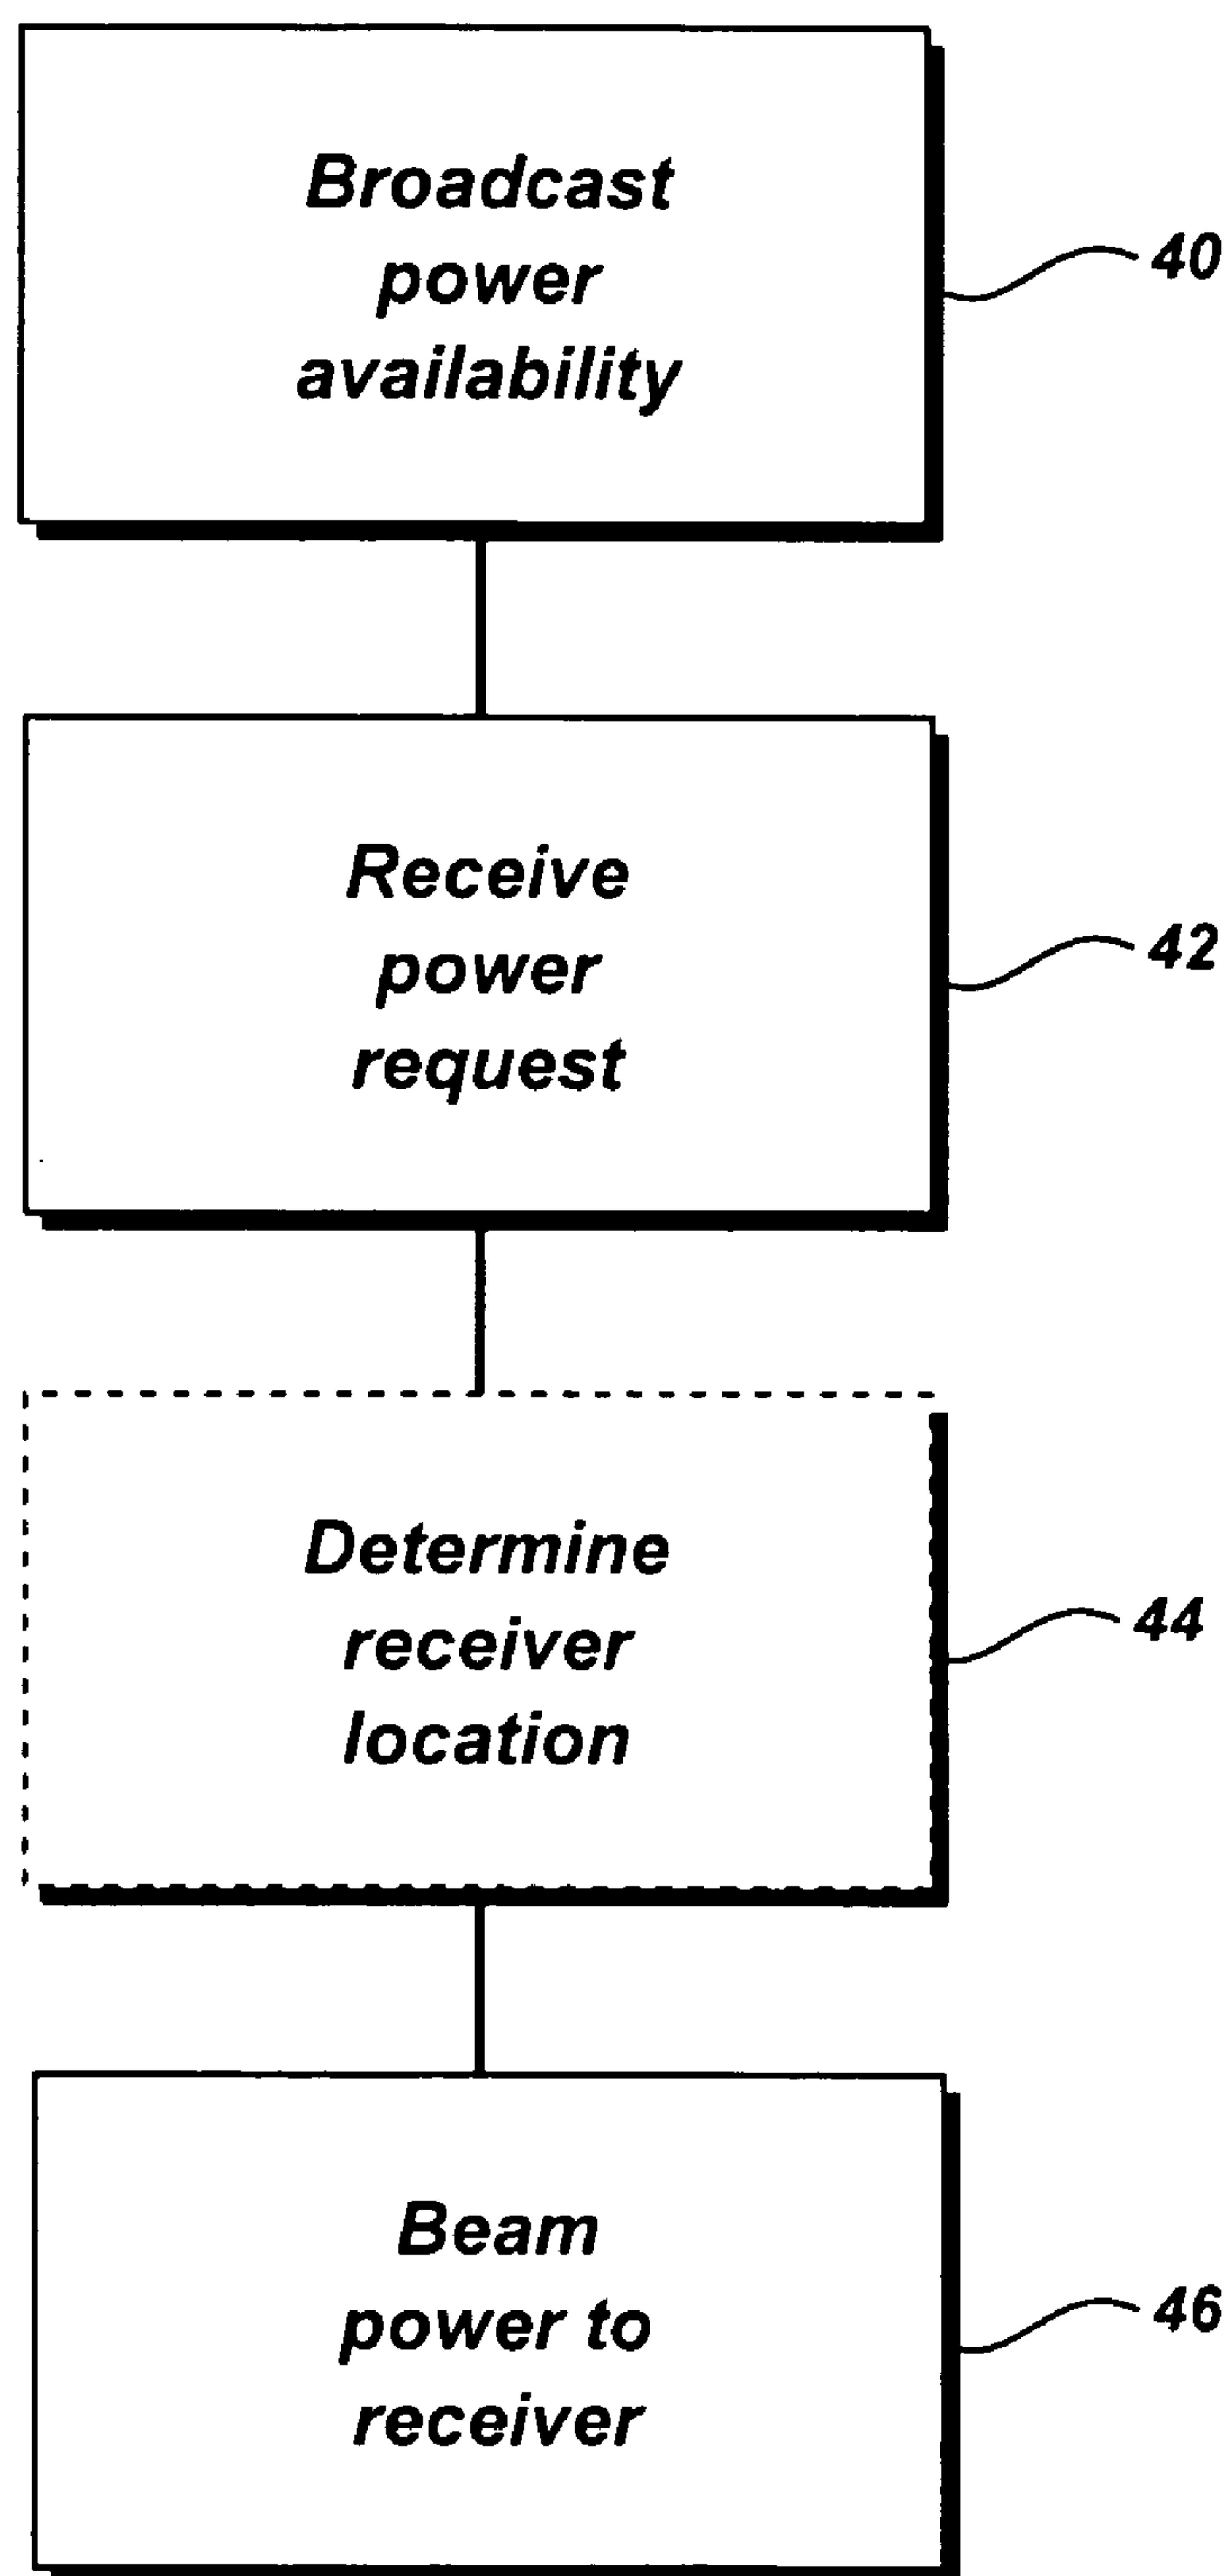 Broadcast
power
availability
40
Receive
power
request
42
Determine
receiver
location
44
Beam
power to
receiver
46